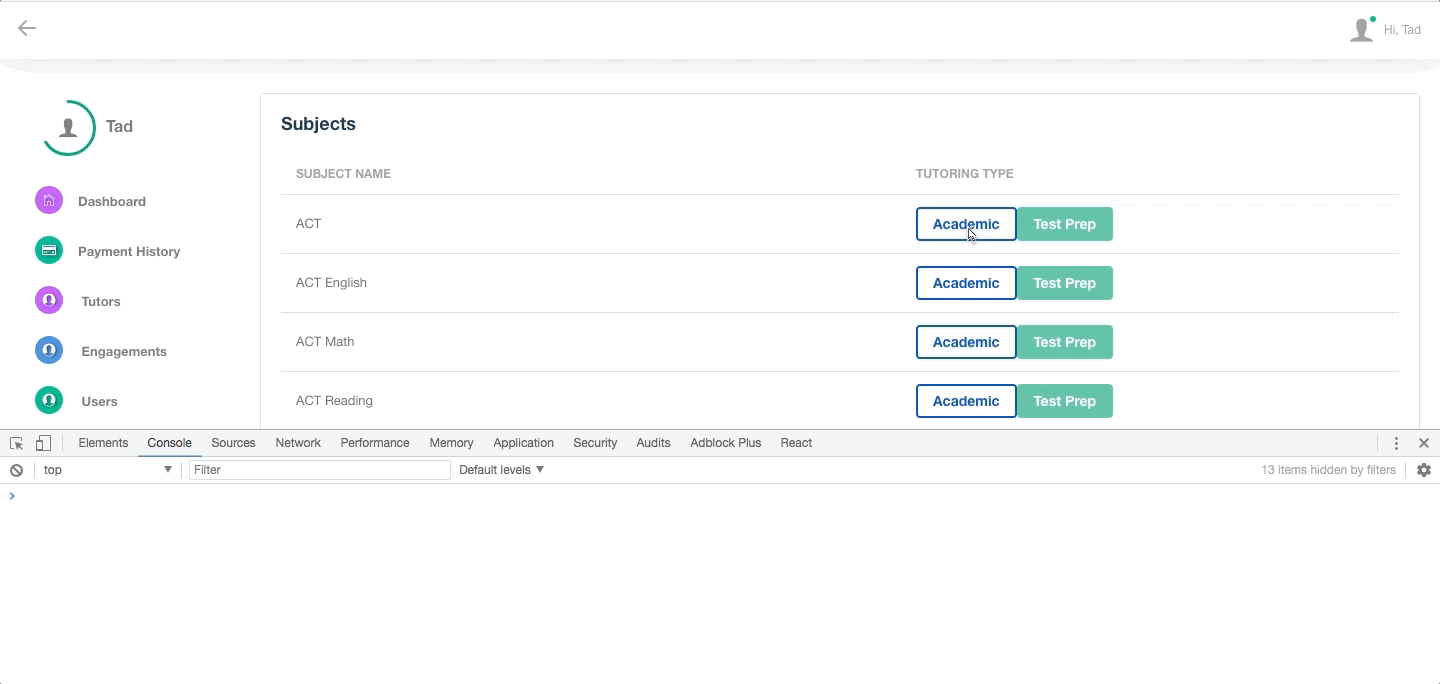 Hi, Tad
Tad
Dashboard
Payment History
Tutors
Engagements
Users
Subjects
SUBJECT NAME TUTORING TYPE
ACT Academic Test Prep
ACT English Academic Test Prep
ACT Math Academic Test Prep
ACT Reading Academic Test Prep
Elements Console Sources Network Performance Memory Application Security Audits Adblock Plus React
top Filter Default levels 13 items hidden by filters